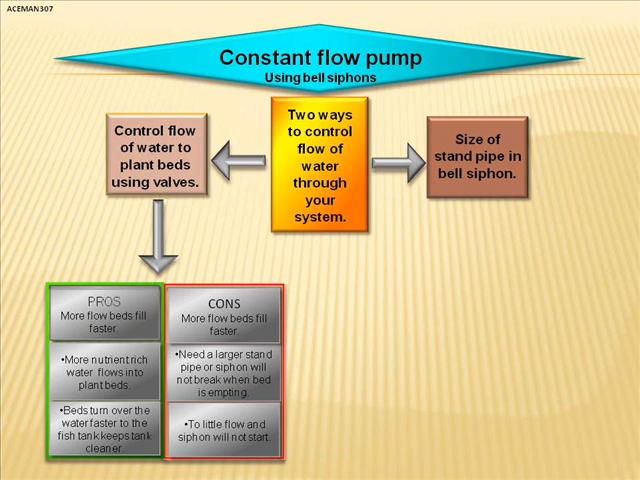 ACEMAN307
Constant flow pump
Using bell siphons
Control flow
of water to
plant beds
using valves.
Two ways
to control
flow of
water
through
your
system.
Size of
stand pipe in
bell siphon.
PROS
More flow beds fill
faster.
•More nutrient rich
water flows into
plant beds.
•Beds turn over the
water faster to the
fish tank keeps tank
cleaner.
CONS
More flow beds fill
faster.
•Need a larger stand
pipe or siphon will
not break when bed
is empting.
•To little flow and
siphon will not start.